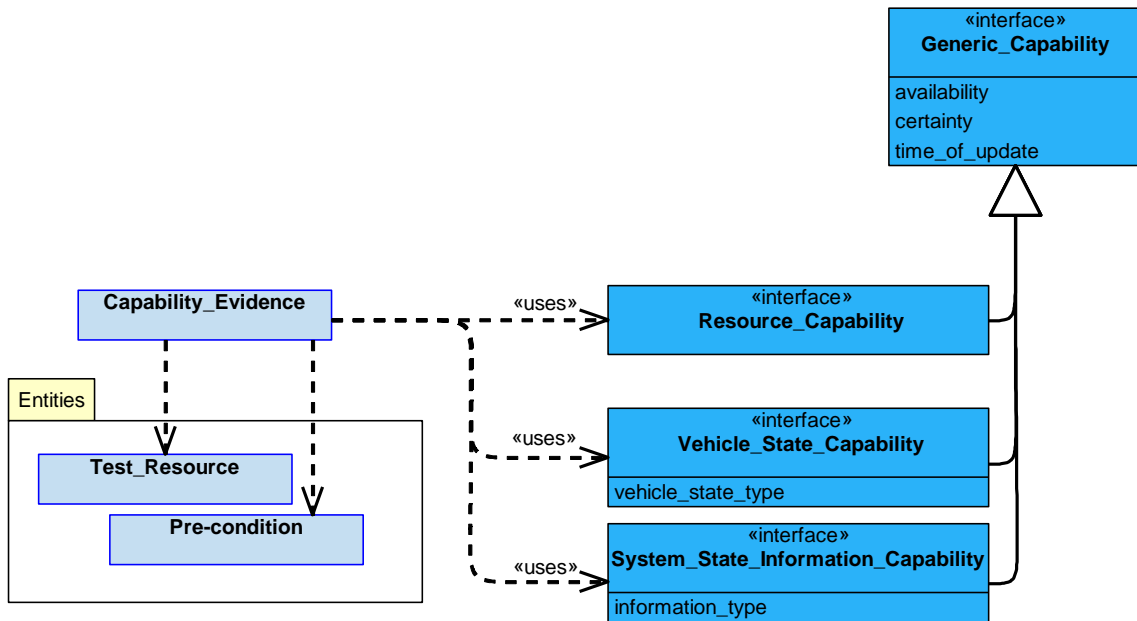 «interface»
Generic_Capability
availability
certainty
time_of_update
Capability_Evidence
«uses»
«interface»
Resource_Capability
Entities
Test_Resource
Pre-condition
«uses»
«interface»
Vehicle_State_Capability
vehicle_state_type
«uses»
«interface»
System_State_Information_Capability
information_type